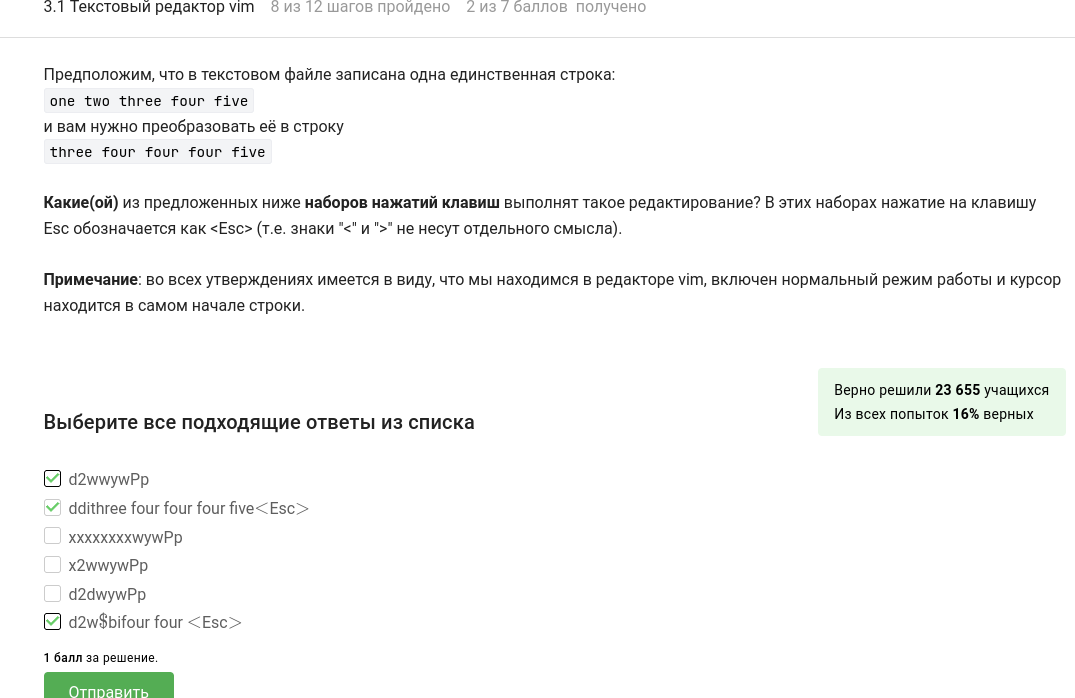 3.1 Текстовый редактор vim 8 из 12 шагов пройдено 2 из 7 баллов получено
Предположим, что в текстовом файле записана одна единственная строка:
one two three four five
и вам нужно преобразовать её в строку
three four four four five
Какие(ой) из предложенных ниже наборов нажатий клавиш выполнят такое редактирование? В этих наборах нажатие на клавишу
Esc обозначается как <Esc> (т.е. знаки "<" и ">" не несут отдельного смысла).
Примечание: во всех утверждениях имеется в виду, что мы находимся в редакторе vim, включен нормальный режим работы и курсор
находится в самом начале строки.
Верно решили 23 655 учащихся
Из всех попыток 16% верных
Выберите все подходящие ответы из списка
d2wwywPp
ddithree four four four five<Esc>
xxxxxxxxwywPp
x2wwywPp
d2dwywPp
d2w$bifour four <Esc>
1 балл за решение.
Отправить